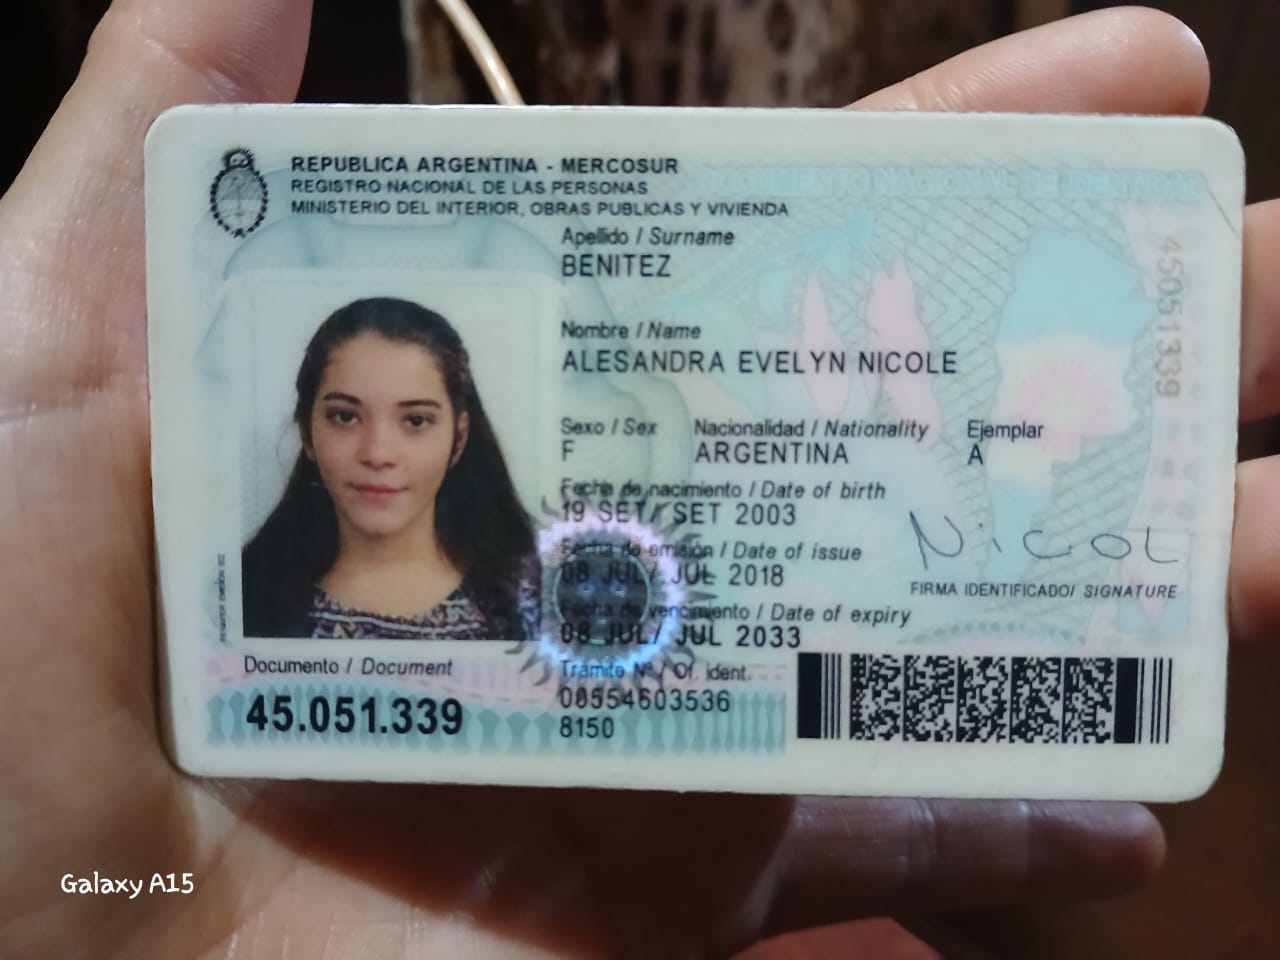 REPUBLICA ARGENTINA - MERCOSUR
REGISTRO NACIONAL DE LAS PERSONAS
MINISTERIO DEL INTERIOR, OBRAS PUBLICAS Y VIVIENDA
DOCUMENTO NACIONAL DE IDENTIDAD
Apellido / Surname
BENITEZ
Nombre / Name
ALESANDRA EVELYN NICOLE
Sexo / Sex Nacionalidad / Nationality Ejemplar
F ARGENTINA A
Fecha de nacimiento / Date of birth
19 SET/ SET 2003
Fecha de emisión / Date of issue
08 JUL/ JUL 2018
Fecha de vencimiento / Date of expiry
08 JUL/ JUL 2033
NicoL
FIRMA IDENTIFICADO/ SIGNATURE
Documento / Document
45.051.339
Trámite Nº / Of. ident.
00554603536
8150
45051339
Galaxy A15